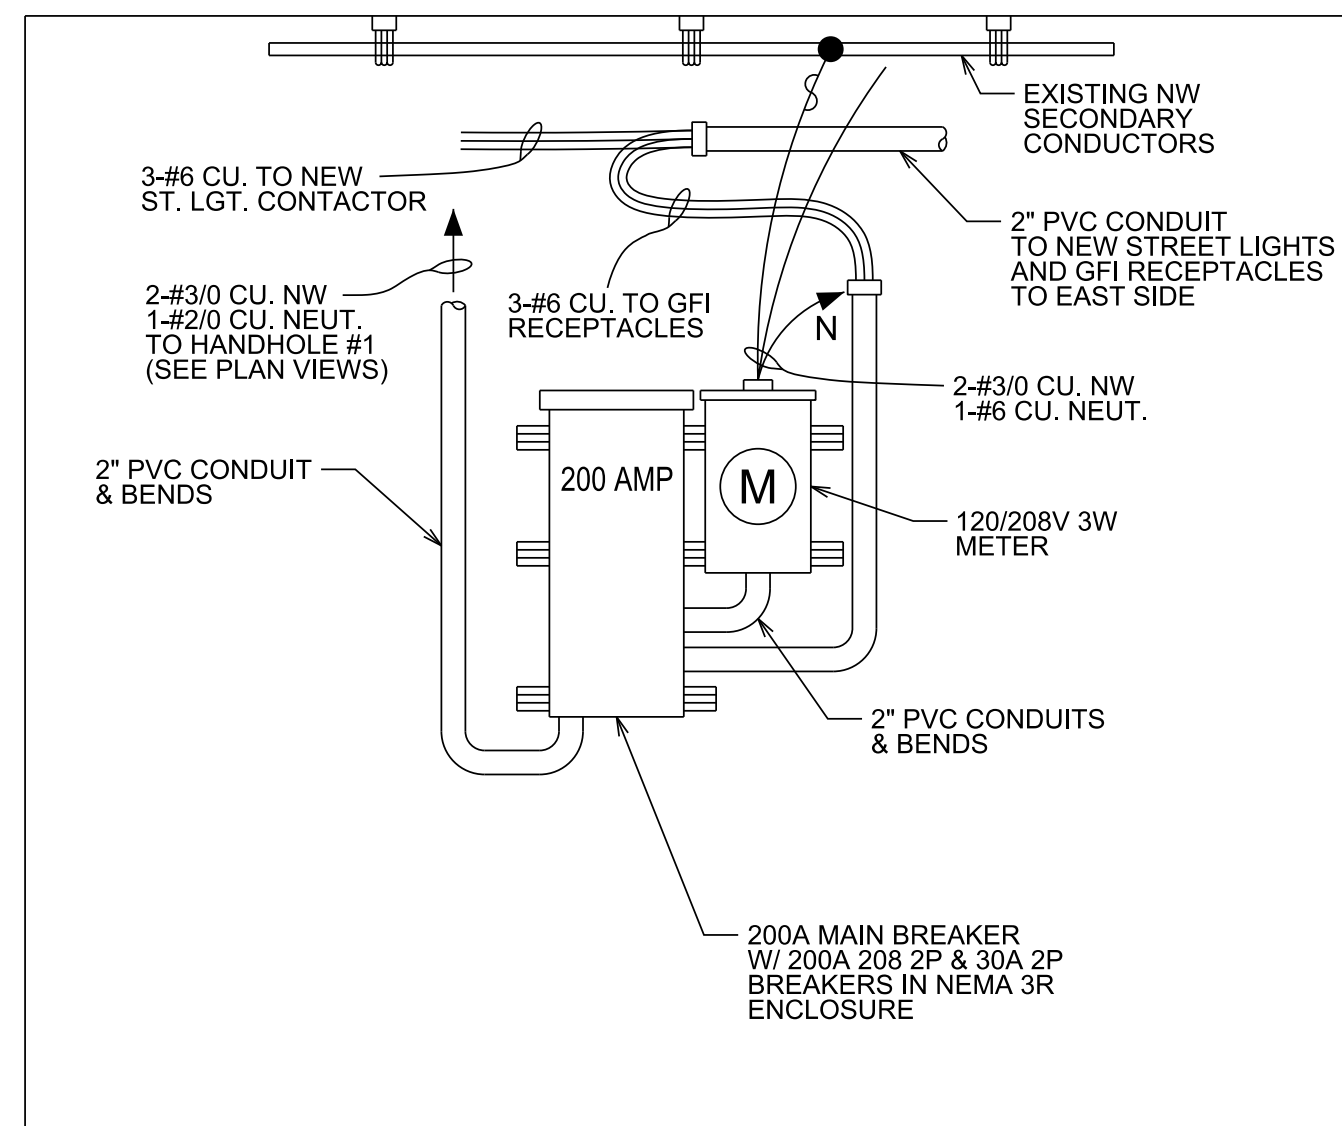 EXISTING NW
SECONDARY
CONDUCTORS
3-#6 CU. TO NEW
ST. LGT. CONTACTOR
2" PVC CONDUIT
TO NEW STREET LIGHTS
AND GFI RECEPTACLES
TO EAST SIDE
2-#3/0 CU. NW
1-#2/0 CU. NEUT.
TO HANDHOLE #1
(SEE PLAN VIEWS)
3-#6 CU. TO GFI
RECEPTACLES
N
2-#3/0 CU. NW
1-#6 CU. NEUT.
2" PVC CONDUIT
& BENDS
200 AMP
M
120/208V 3W
METER
2" PVC CONDUITS
& BENDS
200A MAIN BREAKER
W/ 200A 208 2P & 30A 2P
BREAKERS IN NEMA 3R
ENCLOSURE